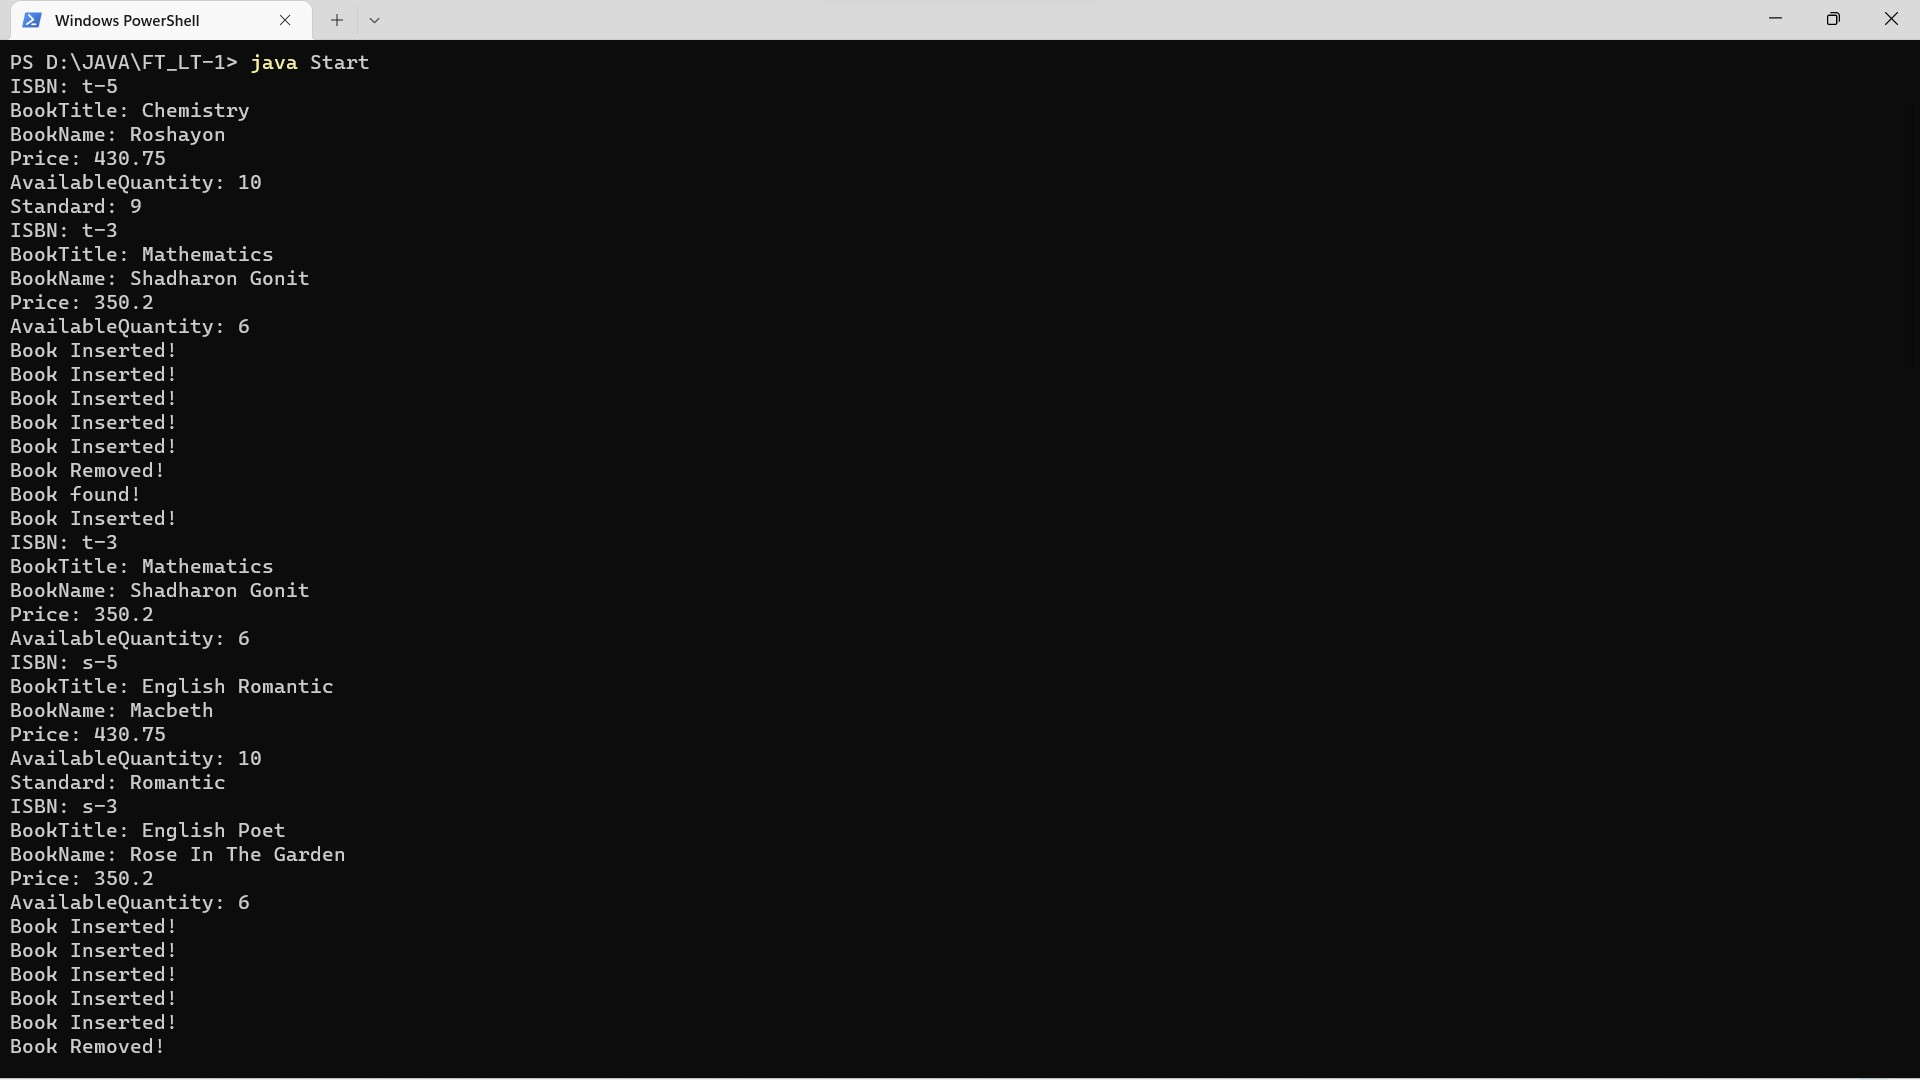 Windows PowerShell
PS D:\JAVA\FT_LT-1> java Start
ISBN: t-5
BookTitle: Chemistry
BookName: Roshayon
Price: 430.75
AvailableQuantity: 10
Standard: 9
ISBN: t-3
BookTitle: Mathematics
BookName: Shadharon Gonit
Price: 350.2
AvailableQuantity: 6
Book Inserted!
Book Inserted!
Book Inserted!
Book Inserted!
Book Inserted!
Book Removed!
Book found!
Book Inserted!
ISBN: t-3
BookTitle: Mathematics
BookName: Shadharon Gonit
Price: 350.2
AvailableQuantity: 6
ISBN: s-5
BookTitle: English Romantic
BookName: Macbeth
Price: 430.75
AvailableQuantity: 10
Standard: Romantic
ISBN: s-3
BookTitle: English Poet
BookName: Rose In The Garden
Price: 350.2
AvailableQuantity: 6
Book Inserted!
Book Inserted!
Book Inserted!
Book Inserted!
Book Inserted!
Book Removed!